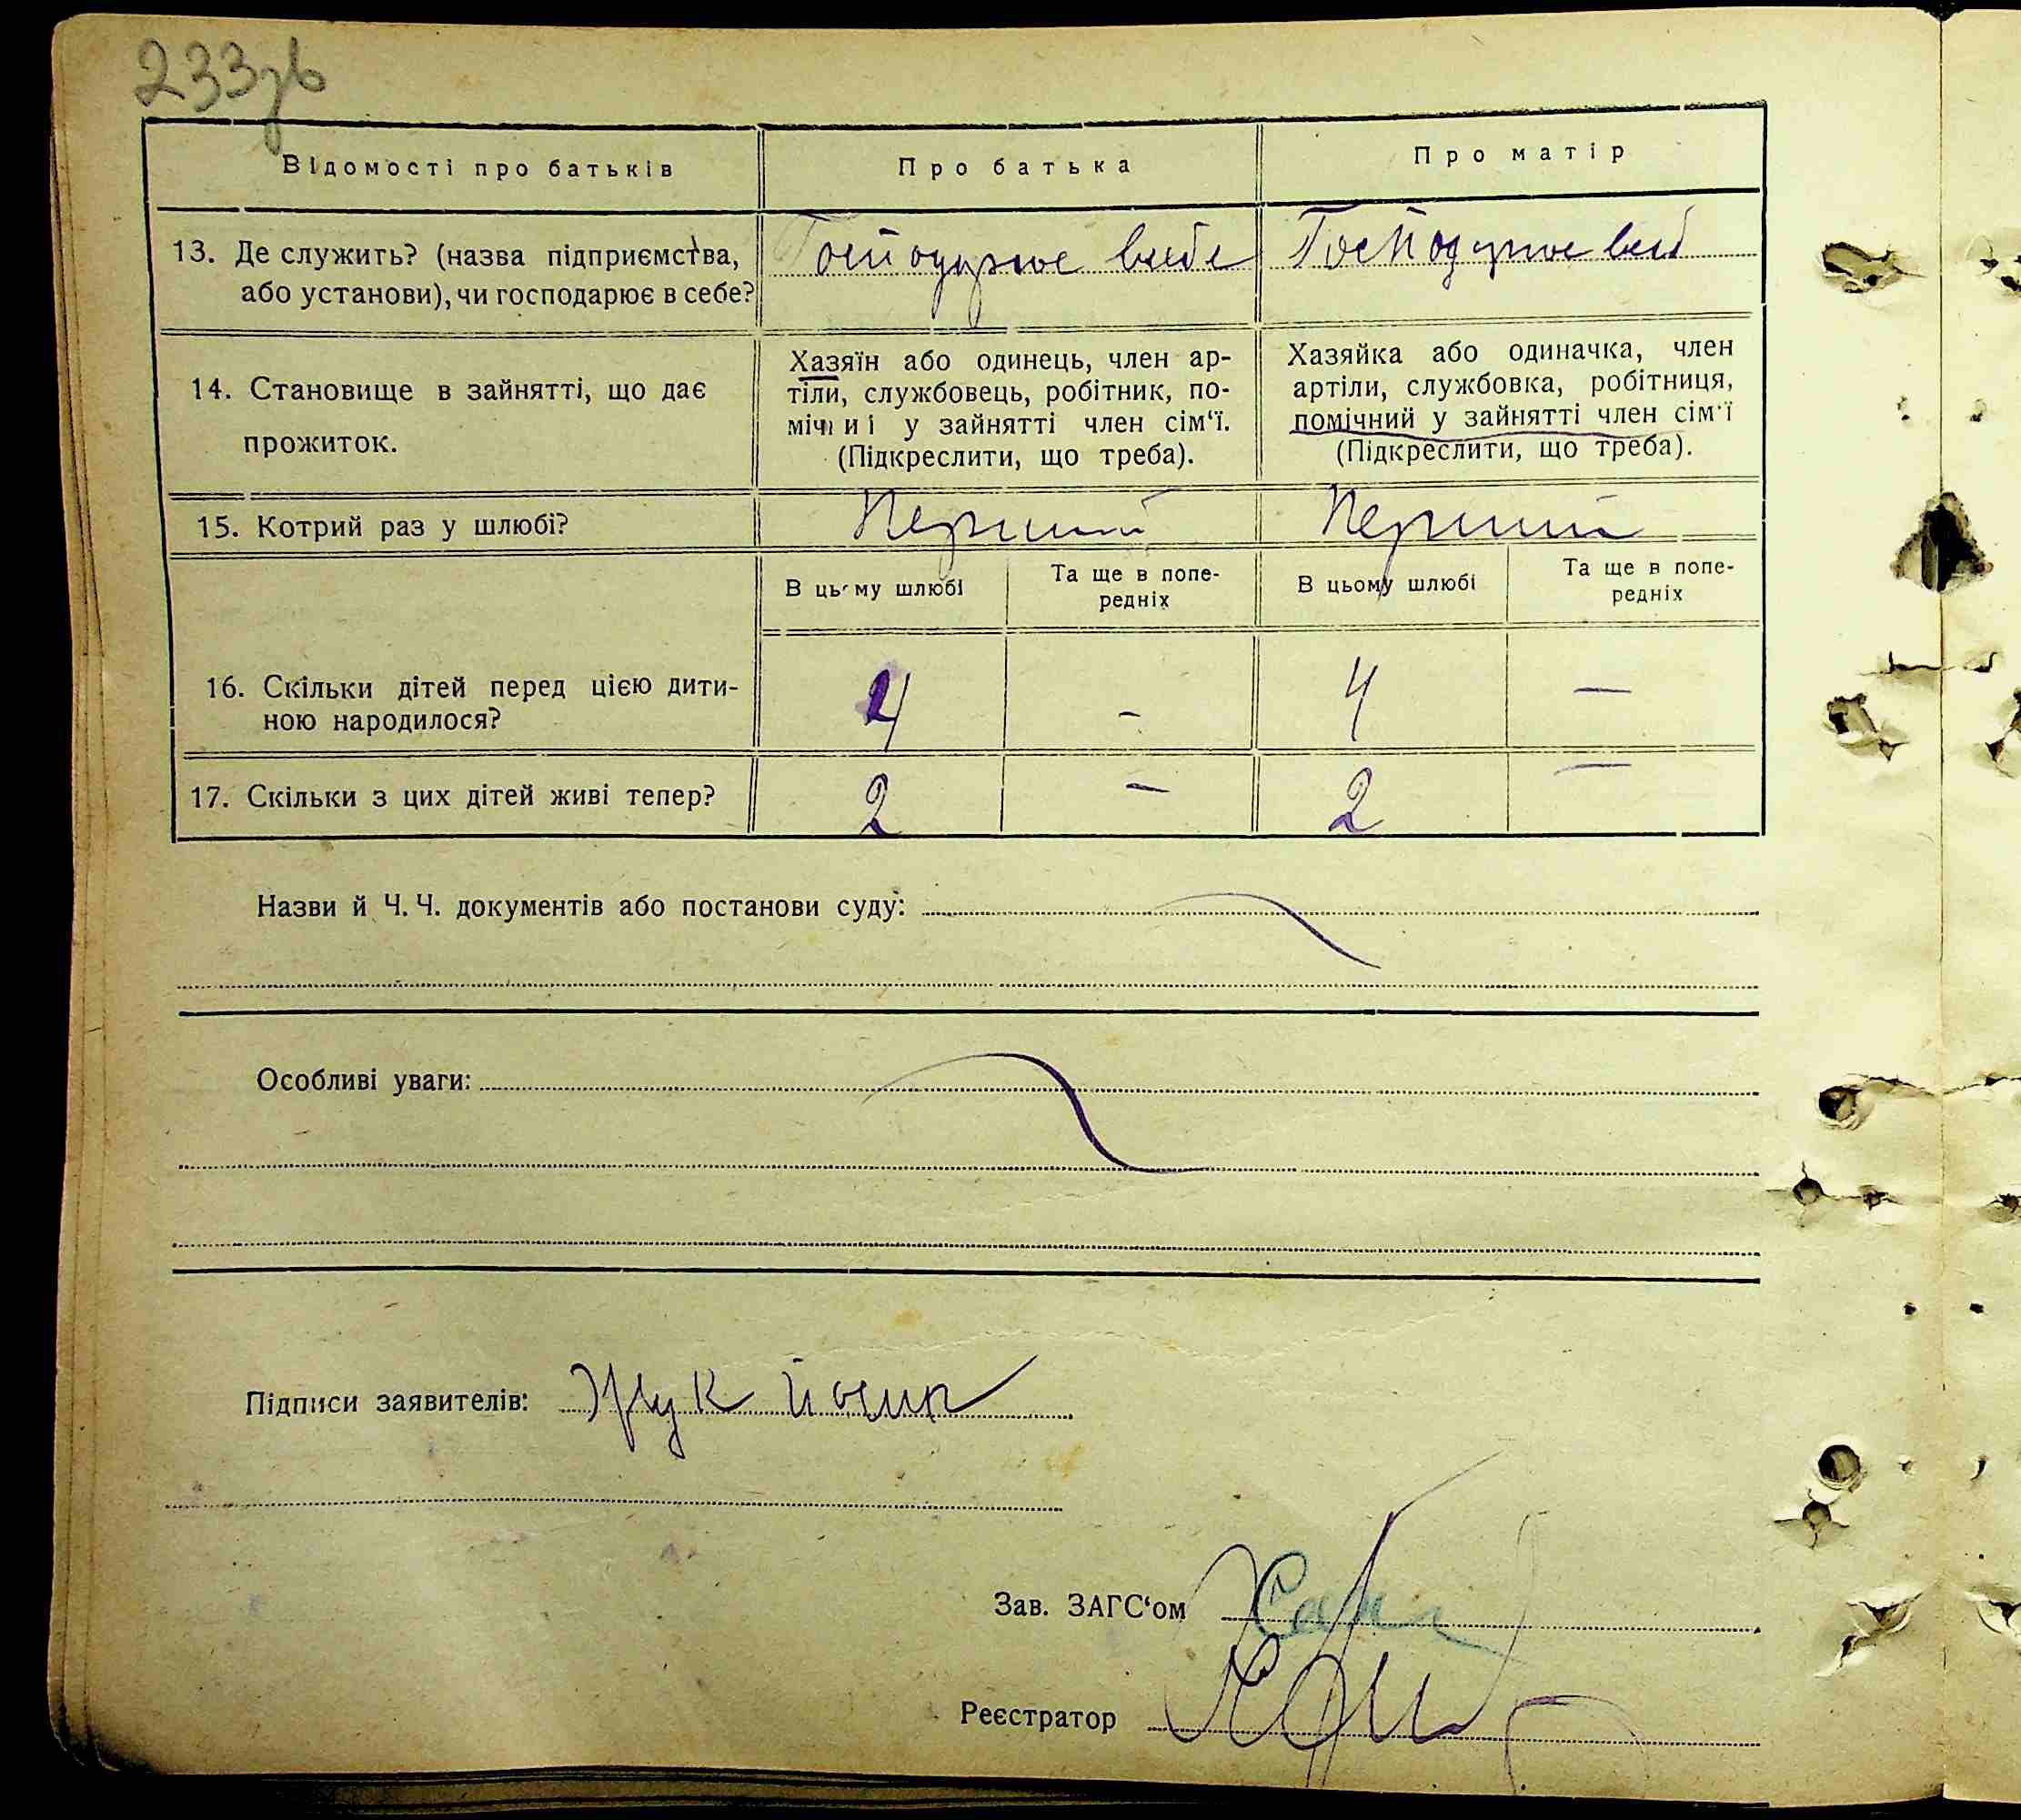 233зв
Відомості про батьків
Про батька
Про матір
13. Де служить? (назва підприємства,
або установи), чи господарює в себе?
Господарює в себе
Господарює в себ
14. Становище в зайнятті, що дає
прожиток.
Хазяїн або одинець, член ар-
тіли, службовець, робітник, по-
мічниі у зайнятті член сім‘ї.
(Підкреслити, що треба).
Хазяйка або одиначка, член
артіли, службовка, робітниця,
помічний у зайнятті член сім‘ї
(Підкреслити, що треба).
15. Котрий раз у шлюбі?
Перший
Перший
В цьому шлюбі
Та ще в попе-
редніх
В цьому шлюбі
Та ще в попе-
редніх
16. Скільки дітей перед цією дити-
ною народилося?
4
-
4
—
17. Скільки з цих дітей живі тепер?
2
—
2
—
Назви й Ч. Ч. документів або постанови суду:
Особливі уваги:
Підписи заявителів:
Зав. ЗАГС‘ом
Реєстратор